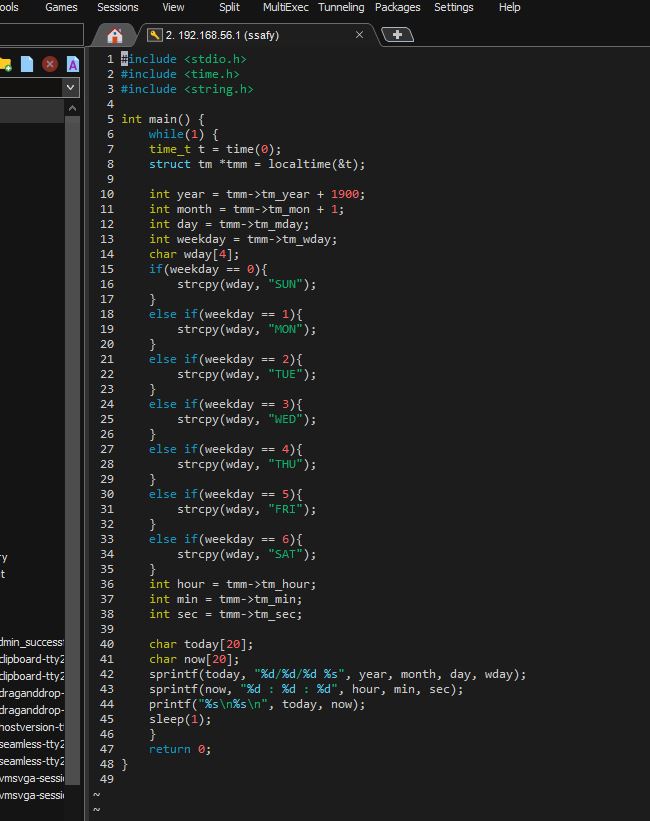 ools Games Sessions View Split MultiExec Tunneling Packages Settings Help
2. 192.168.56.1 (ssafy)
1 #include <stdio.h>
2 #include <time.h>
3 #include <string.h>
4
5 int main() {
6     while(1) {
7     time_t t = time(0);
8     struct tm *tmm = localtime(&t);
9
10     int year = tmm->tm_year + 1900;
11     int month = tmm->tm_mon + 1;
12     int day = tmm->tm_mday;
13     int weekday = tmm->tm_wday;
14     char wday[4];
15     if(weekday == 0){
16         strcpy(wday, "SUN");
17     }
18     else if(weekday == 1){
19         strcpy(wday, "MON");
20     }
21     else if(weekday == 2){
22         strcpy(wday, "TUE");
23     }
24     else if(weekday == 3){
25         strcpy(wday, "WED");
26     }
27     else if(weekday == 4){
28         strcpy(wday, "THU");
29     }
30     else if(weekday == 5){
31         strcpy(wday, "FRI");
32     }
33     else if(weekday == 6){
34         strcpy(wday, "SAT");
35     }
36     int hour = tmm->tm_hour;
37     int min = tmm->tm_min;
38     int sec = tmm->tm_sec;
39
40     char today[20];
41     char now[20];
42     sprintf(today, "%d/%d/%d %s", year, month, day, wday);
43     sprintf(now, "%d : %d : %d", hour, min, sec);
44     printf("%s\n%s\n", today, now);
45     sleep(1);
46     }
47     return 0;
48 }
49
~
~
A
ry
t
dmin_success
clipboard-tty2
clipboard-tty2
draganddrop-
draganddrop-
hostversion-tt
seamless-tty2
seamless-tty2
vmsvga-sessi
vmsvga-sessi